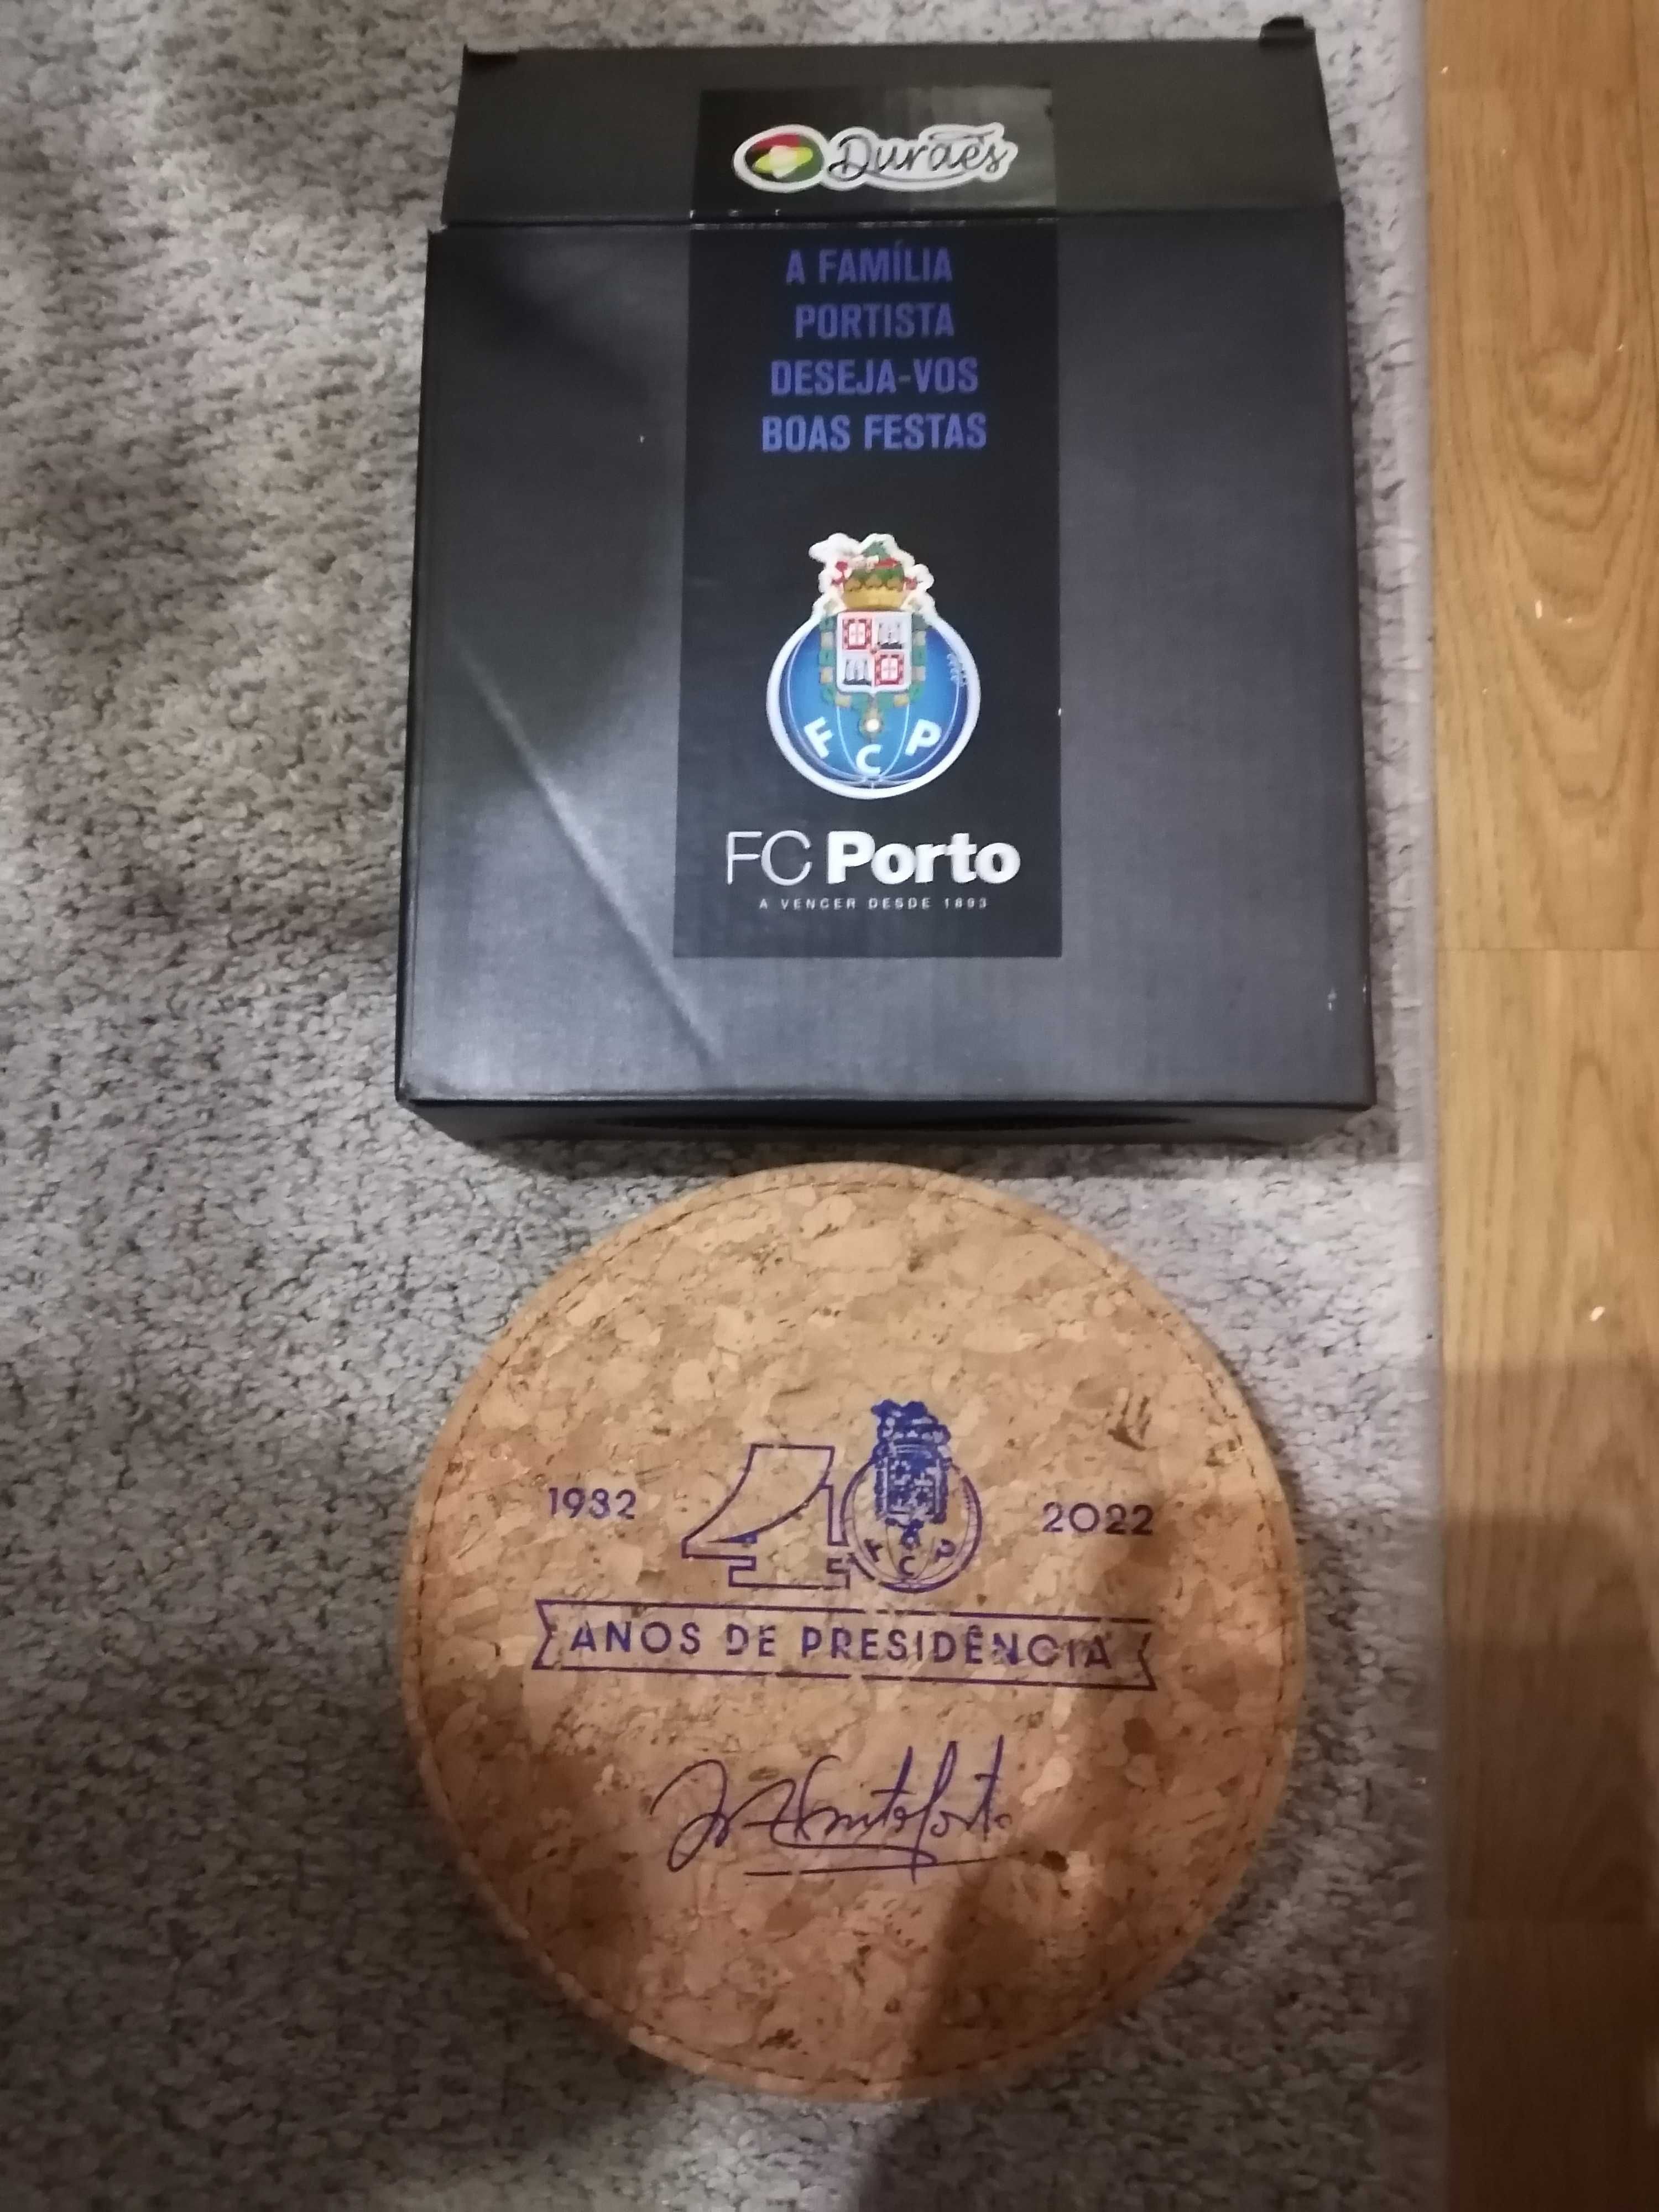 Durães
A FAMÍLIA
PORTISTA
DESEJA-VOS
BOAS FESTAS
FCP
FC Porto
A VENCER DESDE 1893
1982 40 2022
FCP
ANOS DE PRESIDÊNCIA